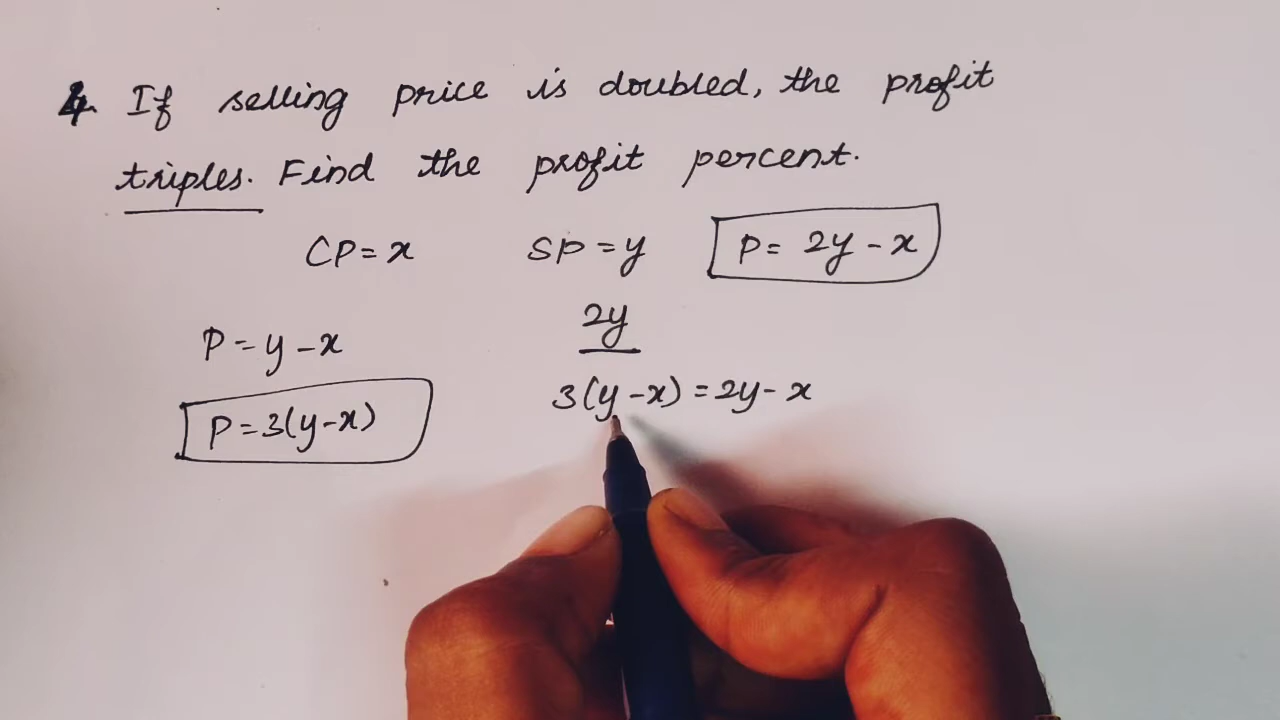 4. If selling price is doubled, the profit
triples. Find the profit percent.
CP = x SP = y P = 2y - x
2y
P = y - x
3(y - x) = 2y - x
P = 3(y - x)